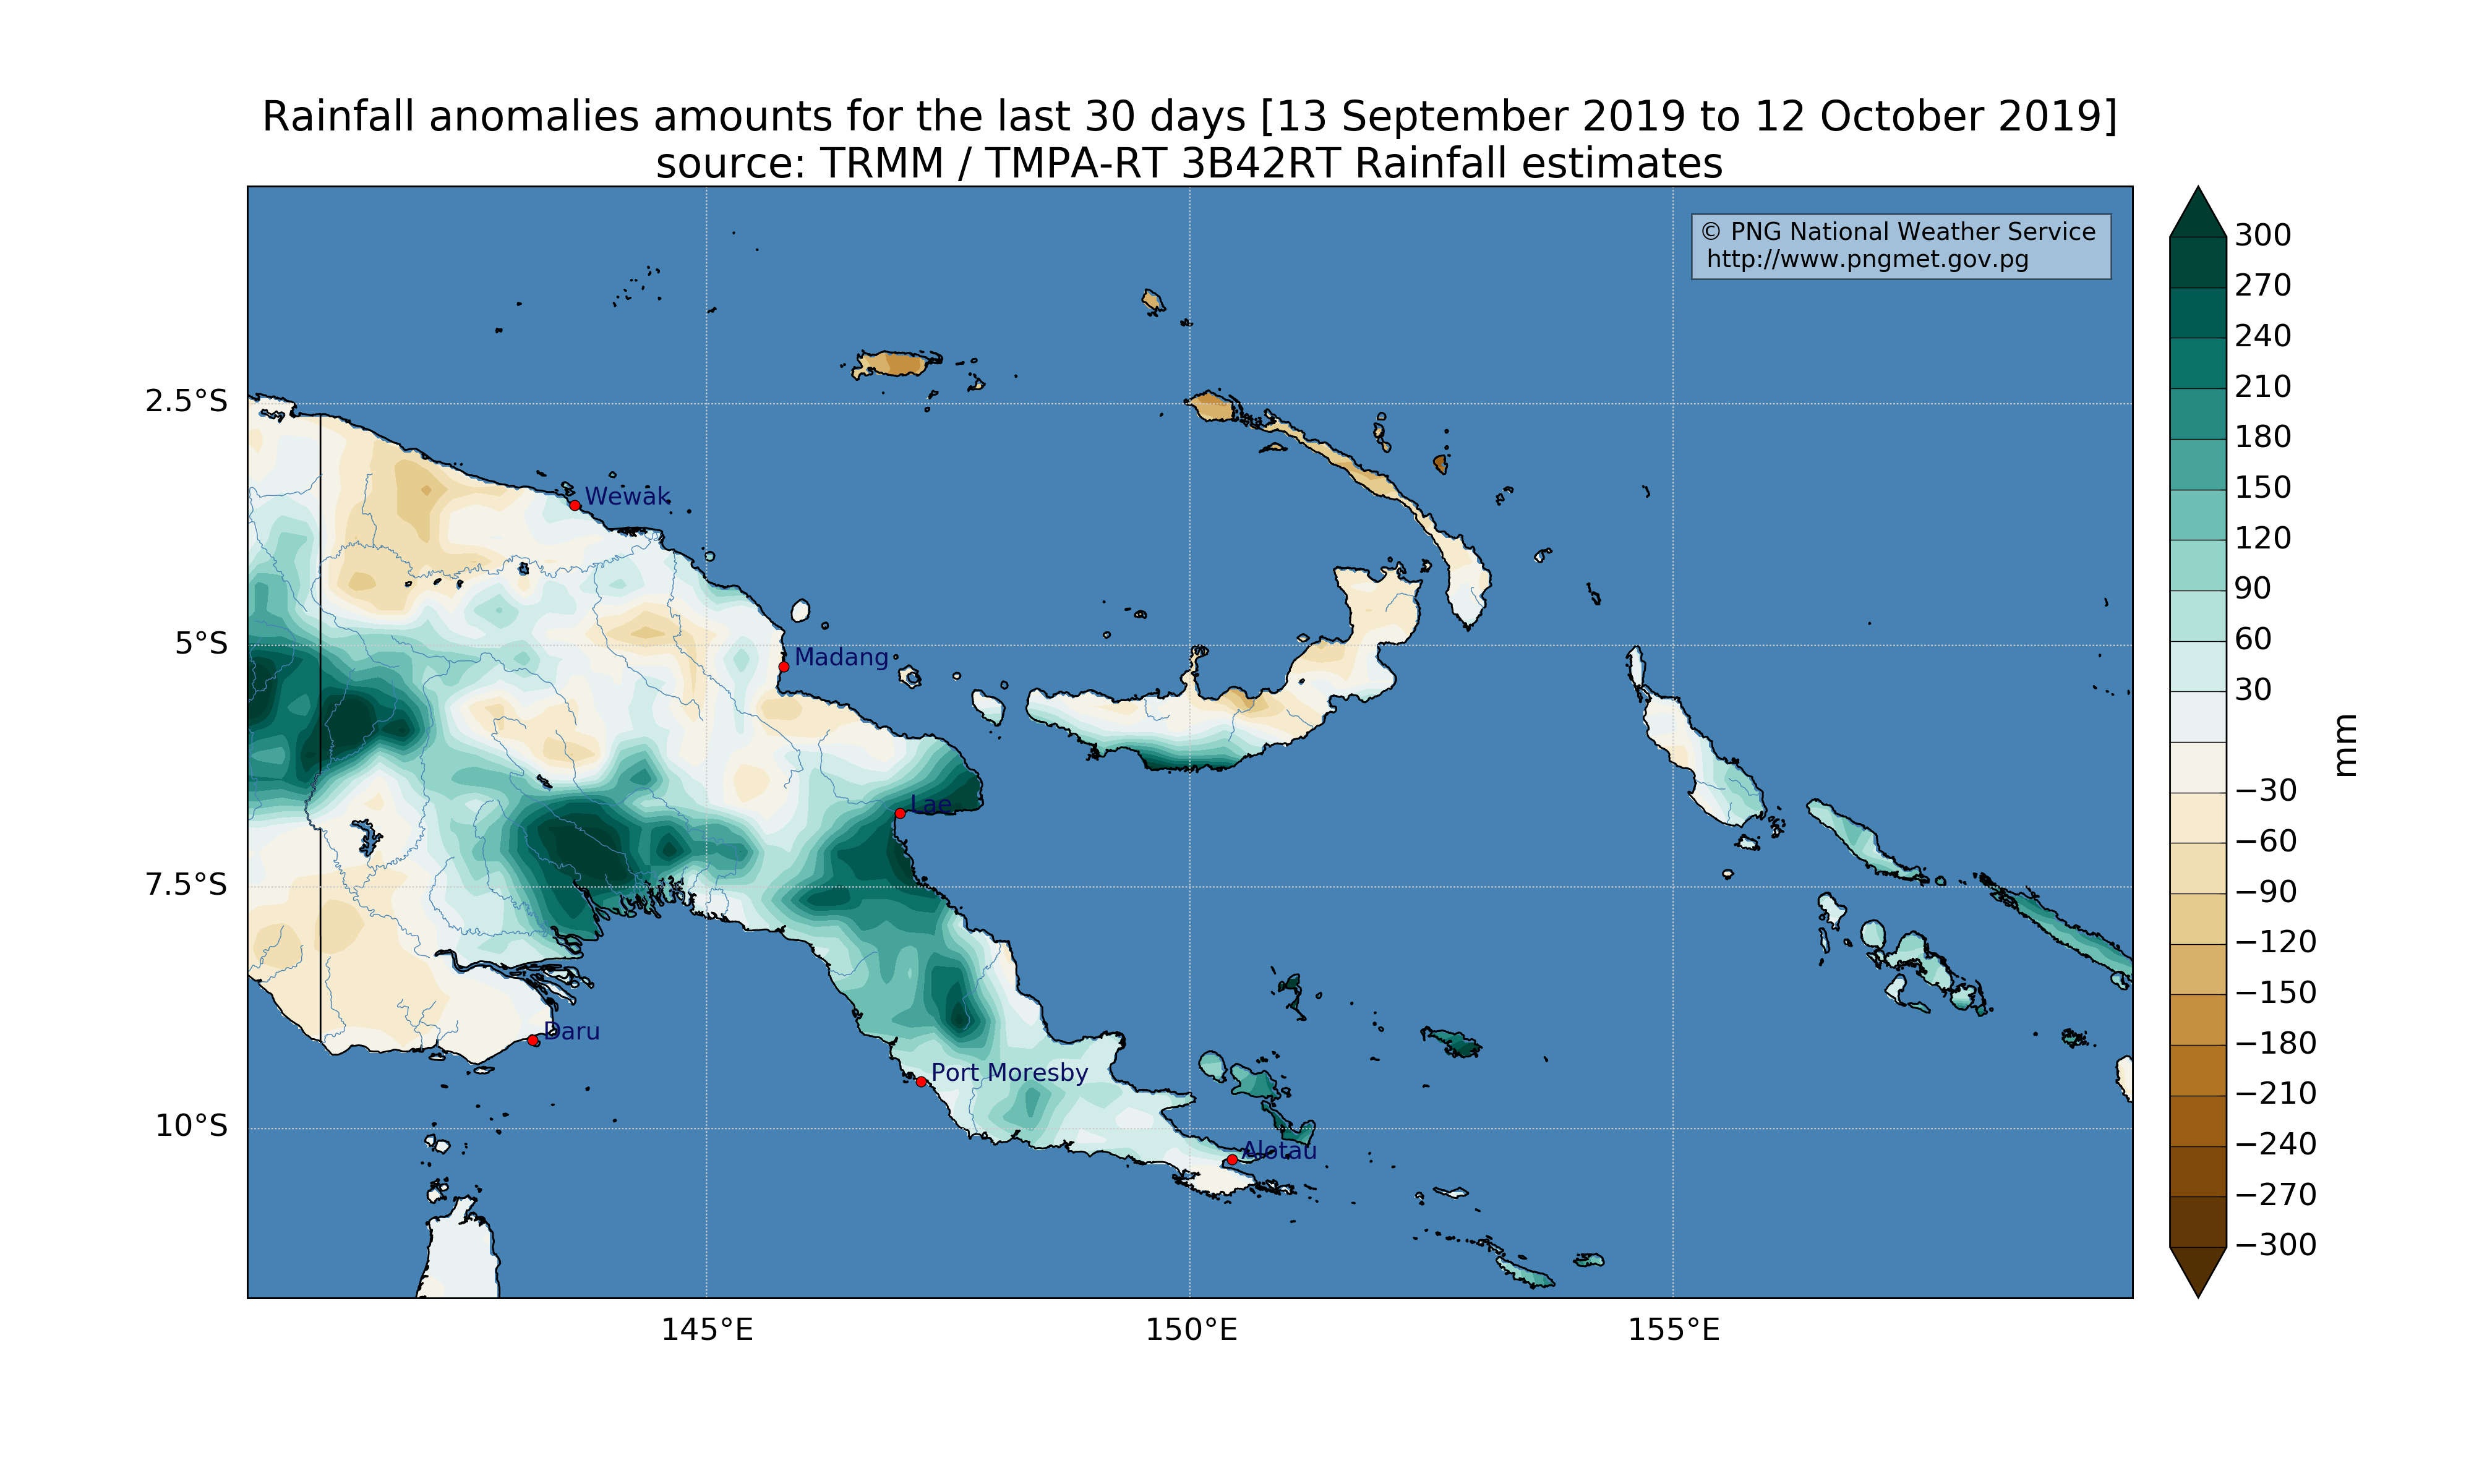 Rainfall anomalies amounts for the last 30 days [13 September 2019 to 12 October 2019]
source: TRMM / TMPA-RT 3B42RT Rainfall estimates
© PNG National Weather Service
http://www.pngmet.gov.pg
2.5°S
5°S
7.5°S
10°S
Wewak
Madang
Lae
Daru
Port Moresby
Alotau
145°E
150°E
155°E
300
270
240
210
180
150
120
90
60
30
−30
−60
−90
−120
−150
−180
−210
−240
−270
−300
mm